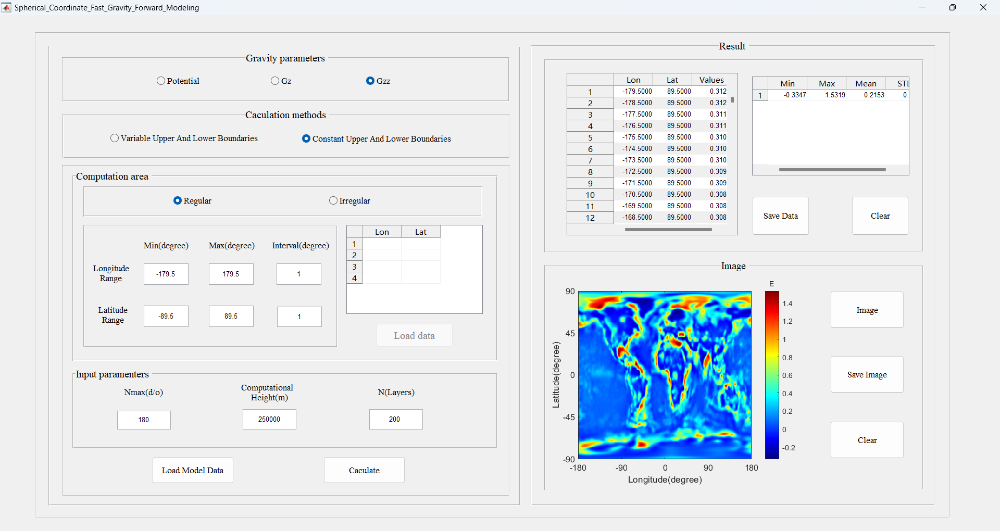 Spherical_Coordinate_Fast_Gravity_Forward_Modeling
Gravity parameters
Potential Gz Gzz
Caculation methods
Variable Upper And Lower Boundaries Constant Upper And Lower Boundaries
Computation area
Regular Irregular
Min(degree) Max(degree) Interval(degree)
Longitude
Range
-179.5 179.5 1
Latitude
Range
-89.5 89.5 1
Lon Lat
1
2
3
4
Load data
Input paramenters
Nmax(d/o)
Computational
Height(m)
N(Layers)
180 250000 200
Load Model Data Caculate
Result
Lon Lat Values
1 -179.5000 89.5000 0.312
2 -178.5000 89.5000 0.312
3 -177.5000 89.5000 0.311
4 -176.5000 89.5000 0.311
5 -175.5000 89.5000 0.310
6 -174.5000 89.5000 0.310
7 -173.5000 89.5000 0.310
8 -172.5000 89.5000 0.309
9 -171.5000 89.5000 0.309
10 -170.5000 89.5000 0.308
11 -169.5000 89.5000 0.308
12 -168.5000 89.5000 0.308
Min Max Mean
1 -0.3347 1.5319 0.2153 0.
Save Data Clear
Image
Latitude(degree)
90
45
0
-45
-90
-180 -90 0 90 180
Longitude(degree)
E
1.4
1.2
1
0.8
0.6
0.4
0.2
0
-0.2
Image
Save Image
Clear